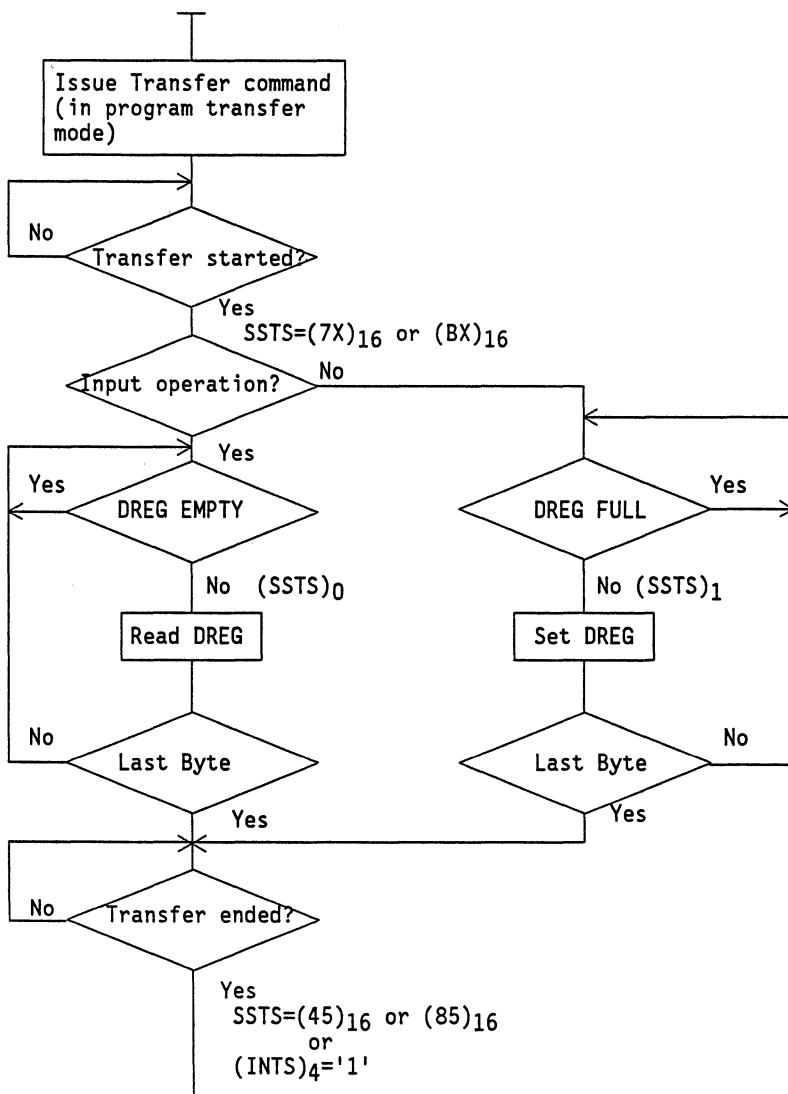 Issue Transfer command
(in program transfer
mode)
No
Transfer started?
Yes
SSTS=(7X)16 or (BX)16
Input operation?
No
Yes
Yes
DREG EMPTY
DREG FULL
Yes
No (SSTS)0
No (SSTS)1
Read DREG
Set DREG
No
Last Byte
Last Byte
No
Yes
Yes
No
Transfer ended?
Yes
SSTS=(45)16 or (85)16
or
(INTS)4='1'